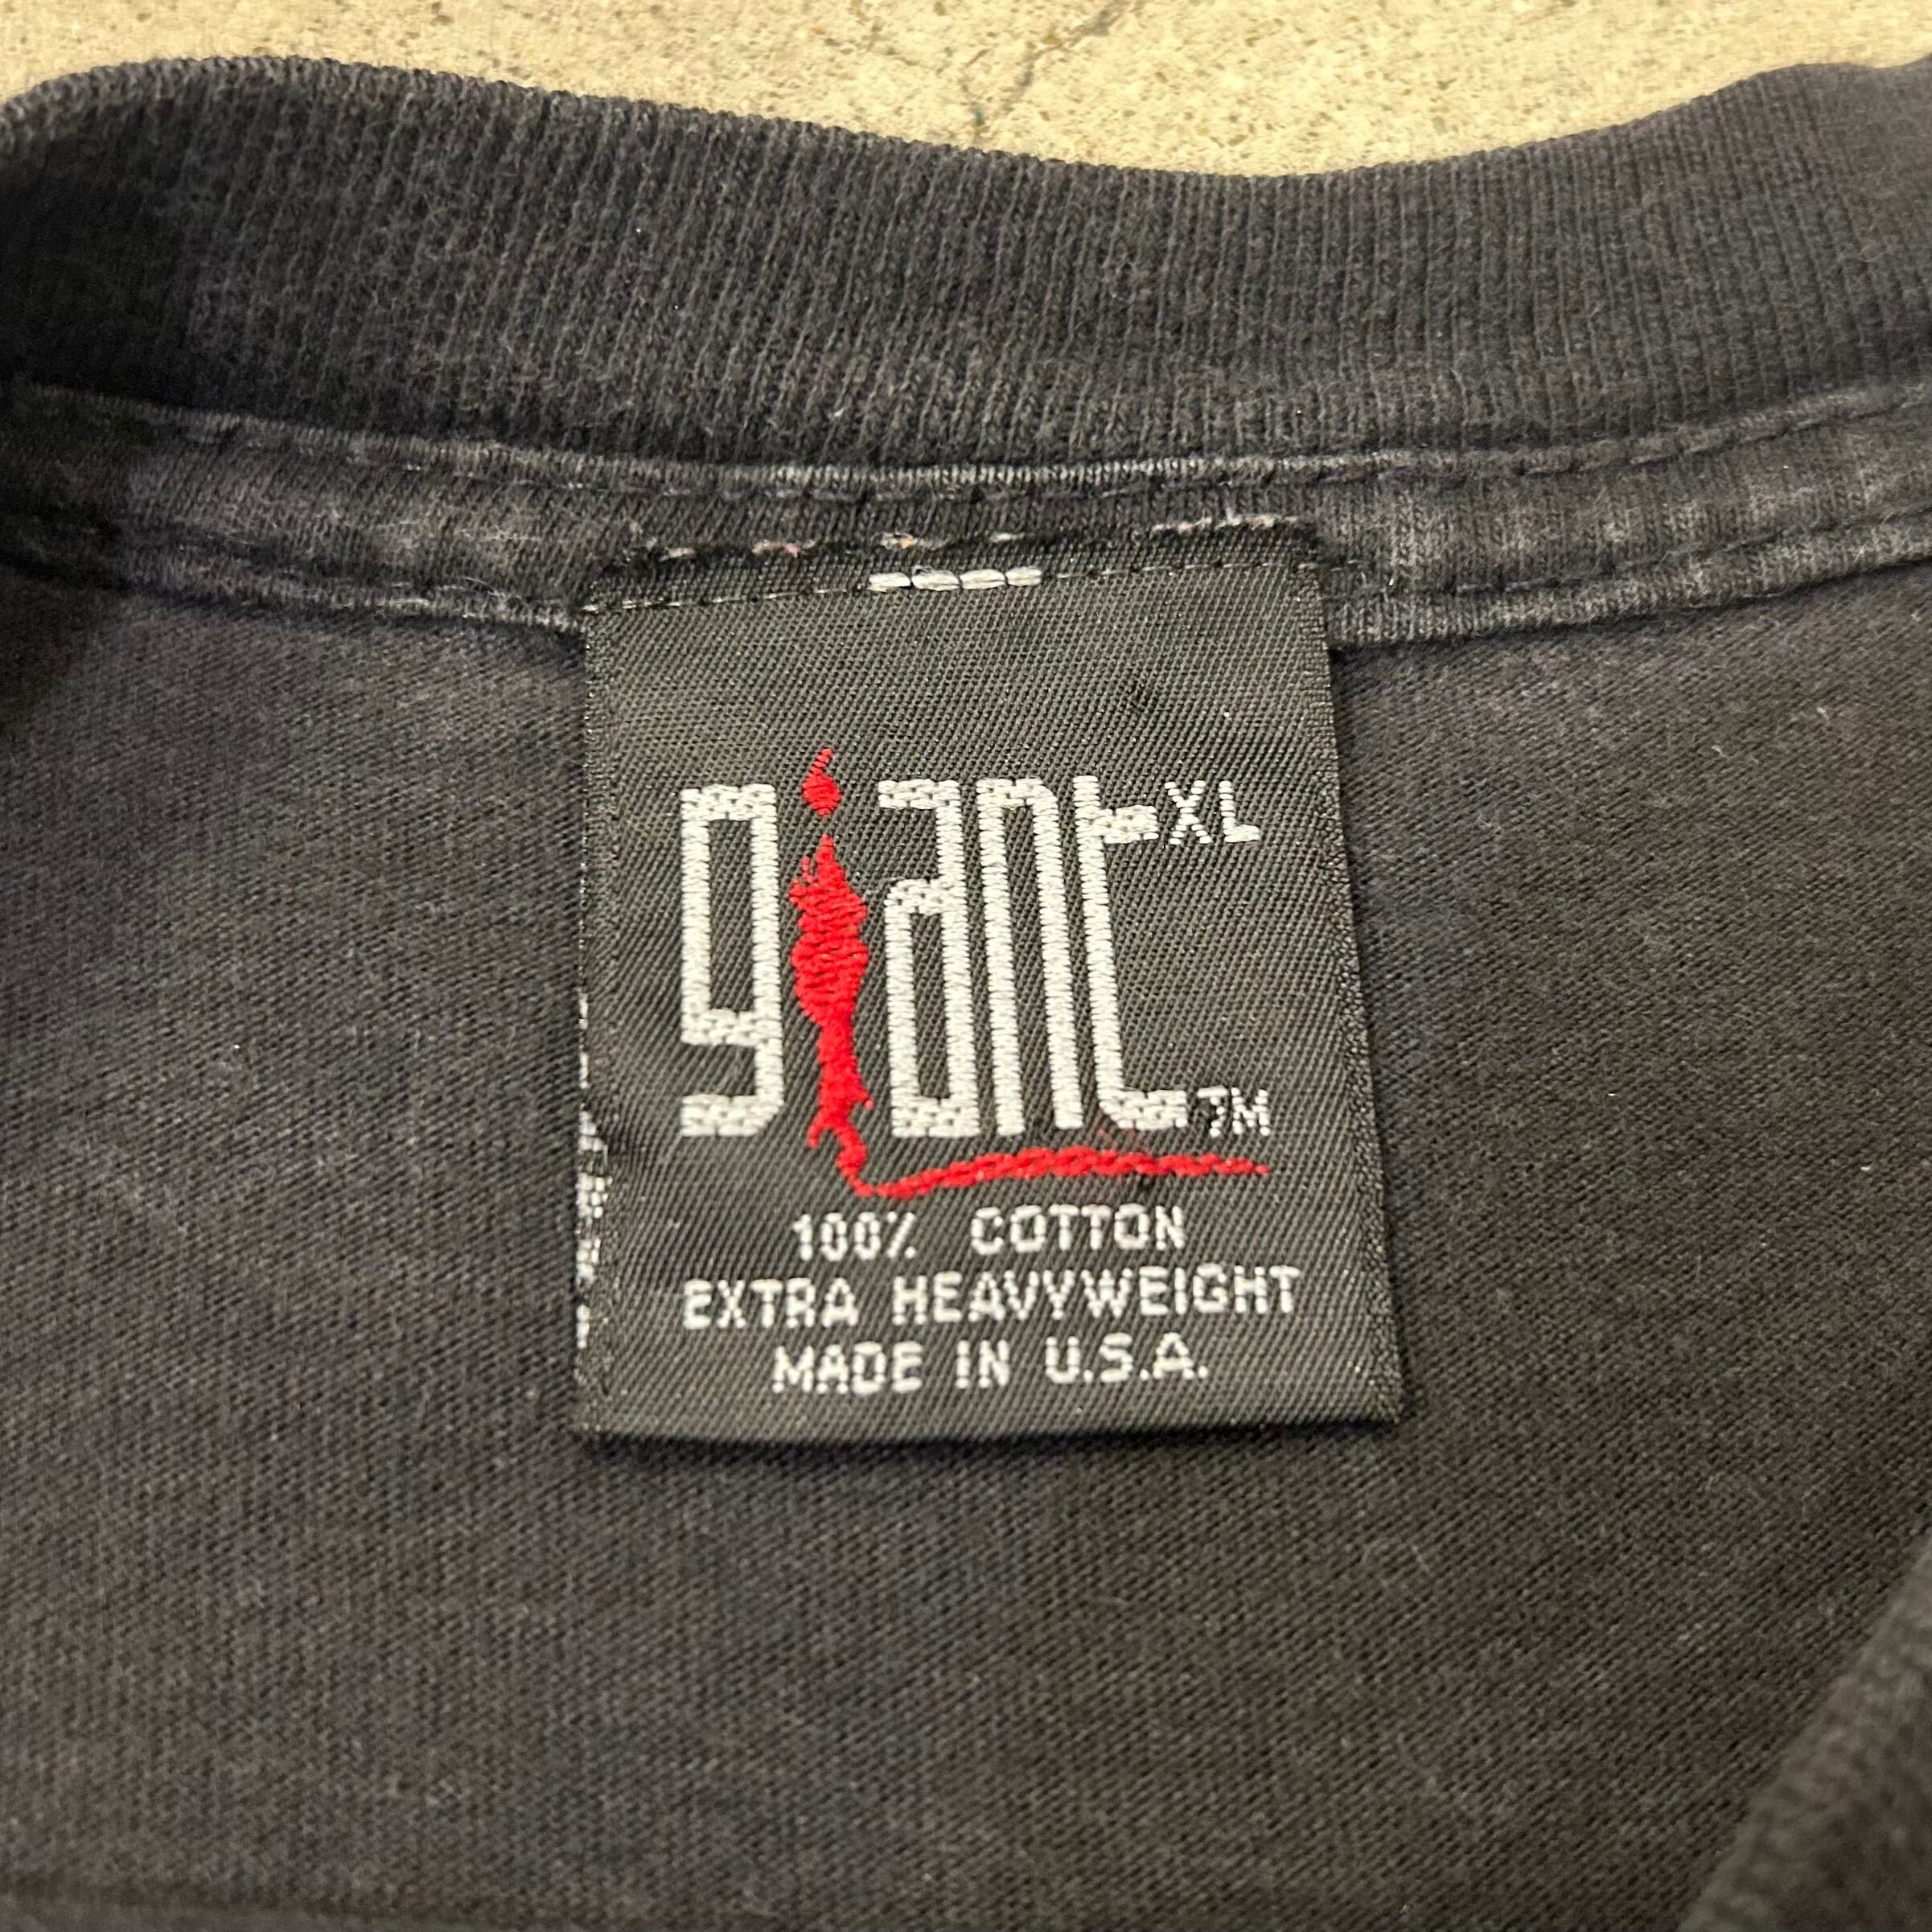 giant XL
TM
100% COTTON
EXTRA HEAVYWEIGHT
MADE IN U.S.A.